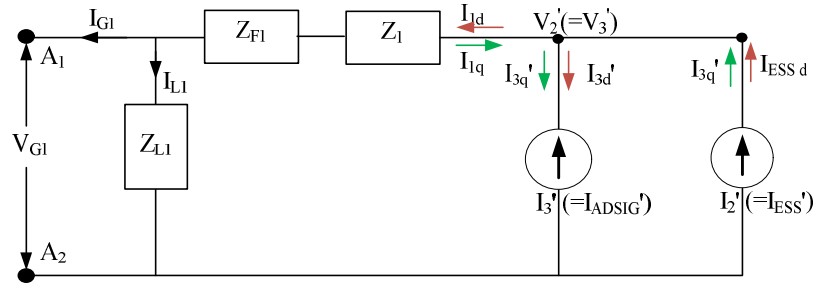 I_G1
Z_F1
Z_1
I_1d
V_2'(=V_3')
A_1
I_1q
I_L1
I_3q'
I_3d'
I_3q'
I_ESS d
V_G1
Z_L1
I_3'(=I_ADSIG')
I_2'(=I_ESS')
A_2